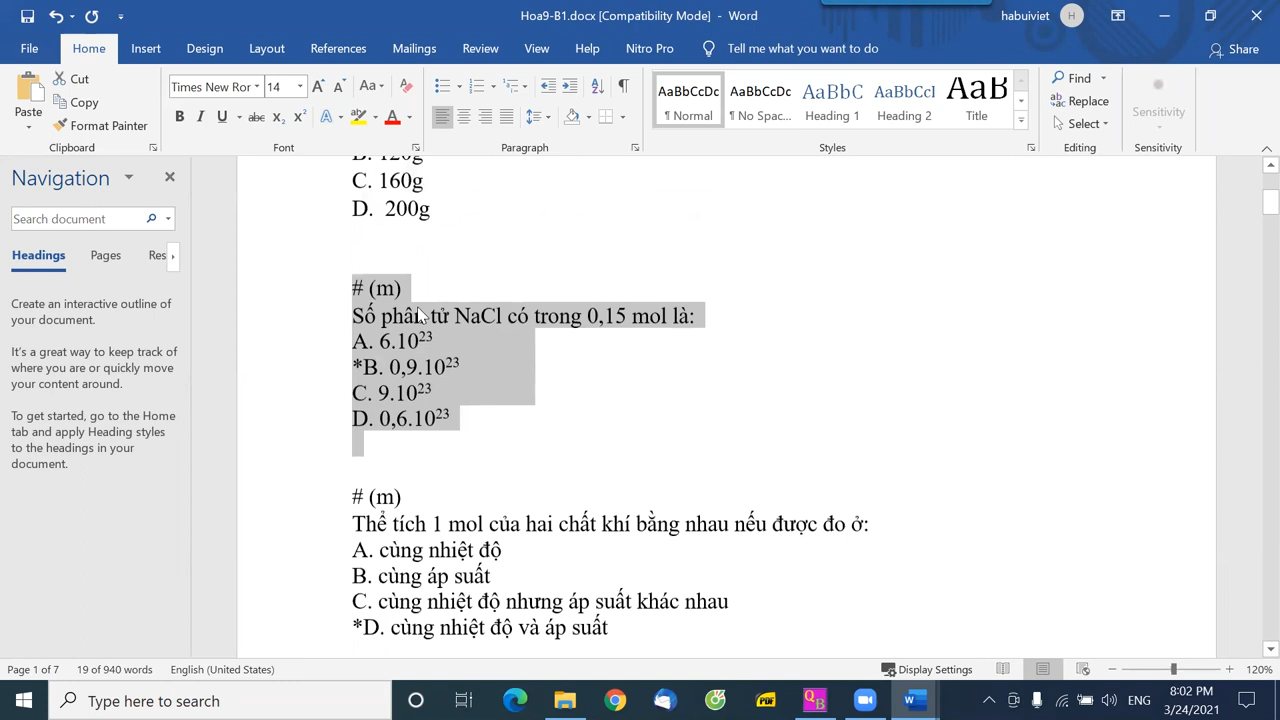 Hoa9-B1.docx [Compatibility Mode] - Word
habuiviet
H
File Home Insert Design Layout References Mailings Review View Help Nitro Pro Tell me what you want to do Share
Paste
Cut
Copy
Format Painter
Clipboard
Times New Ror 14
Aa
B I U abc x₂ x² A A
Font
Paragraph
AaBbCcDc AaBbCcDc AaBbC AaBbCcI AaB
¶ Normal ¶ No Spac... Heading 1 Heading 2 Title
Styles
Find
Replace
Select
Editing
Sensitivity
Sensitivity
Navigation
Search document
Headings Pages Res
Create an interactive outline of
your document.
It's a great way to keep track of
where you are or quickly move
your content around.
To get started, go to the Home
tab and apply Heading styles
to the headings in your
document.
B. 120g
C. 160g
D. 200g
# (m)
Số phân tử NaCl có trong 0,15 mol là:
A. 6.10²³
*B. 0,9.10²³
C. 9.10²³
D. 0,6.10²³
# (m)
Thể tích 1 mol của hai chất khí bằng nhau nếu được đo ở:
A. cùng nhiệt độ
B. cùng áp suất
C. cùng nhiệt độ nhưng áp suất khác nhau
*D. cùng nhiệt độ và áp suất
Page 1 of 7 19 of 940 words English (United States) Display Settings 120%
Type here to search
PDF
QB
ENG
8:02 PM
3/24/2021